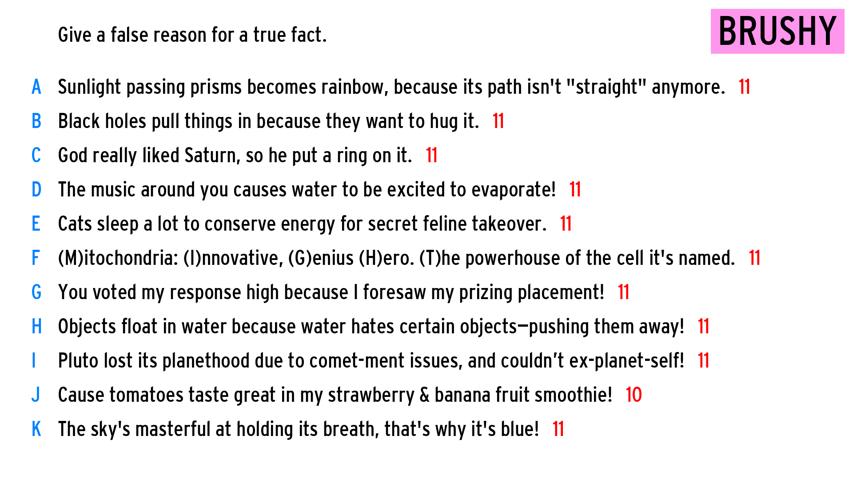 Give a false reason for a true fact.
BRUSHY
A Sunlight passing prisms becomes rainbow, because its path isn't "straight" anymore. 11
B Black holes pull things in because they want to hug it. 11
C God really liked Saturn, so he put a ring on it. 11
D The music around you causes water to be excited to evaporate! 11
E Cats sleep a lot to conserve energy for secret feline takeover. 11
F (M)itochondria: (I)nnovative, (G)enius (H)ero. (T)he powerhouse of the cell it's named. 11
G You voted my response high because I foresaw my prizing placement! 11
H Objects float in water because water hates certain objects—pushing them away! 11
I Pluto lost its planethood due to comet-ment issues, and couldn’t ex-planet-self! 11
J Cause tomatoes taste great in my strawberry & banana fruit smoothie! 10
K The sky's masterful at holding its breath, that's why it's blue! 11